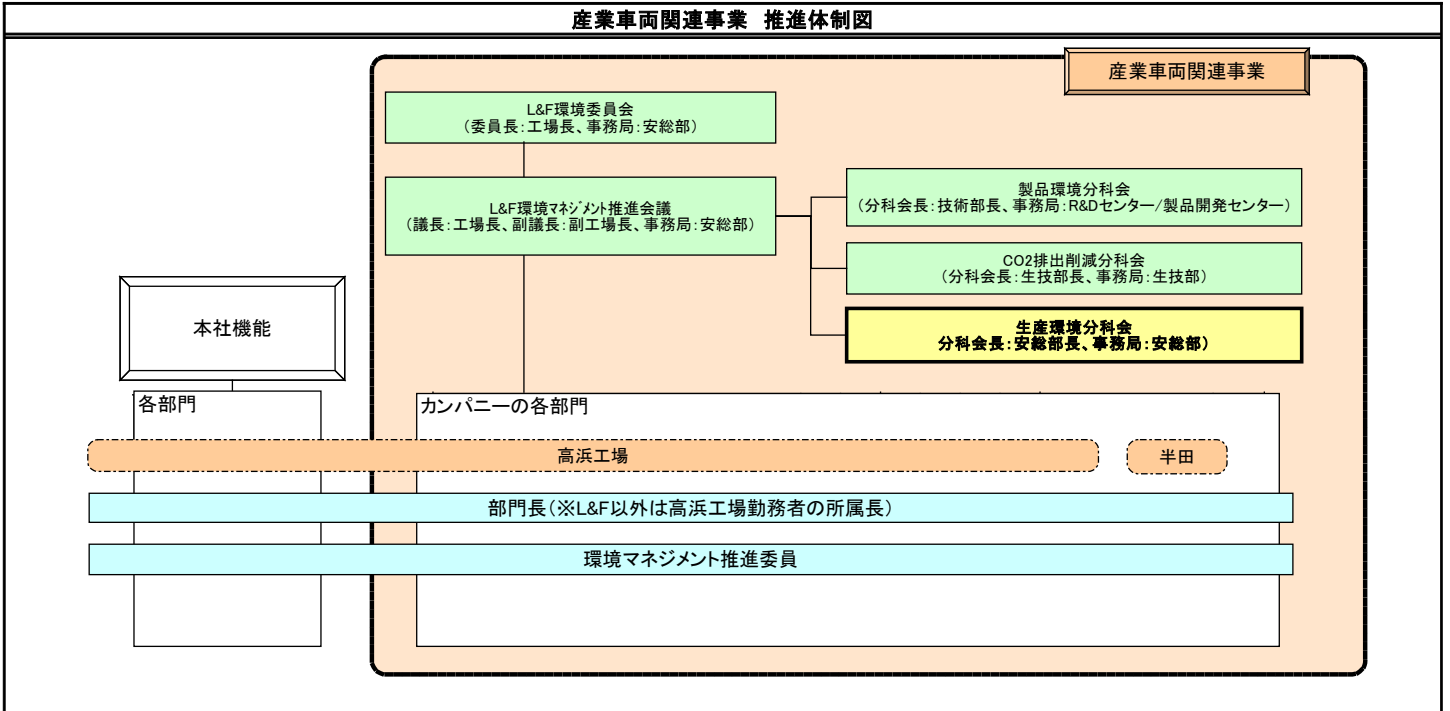 産業車両関連事業 推進体制図
産業車両関連事業
L&F環境委員会
(委員長:工場長、事務局:安総部)
L&F環境マネジメント推進会議
(議長:工場長、副議長:副工場長、事務局:安総部)
製品環境分科会
(分科会長:技術部長、事務局:R&Dセンター/製品開発センター)
CO2排出削減分科会
(分科会長:生技部長、事務局:生技部)
生産環境分科会
分科会長:安総部長、事務局:安総部)
本社機能
各部門
カンパニーの各部門
高浜工場
半田
部門長(※L&F以外は高浜工場勤務者の所属長)
環境マネジメント推進委員